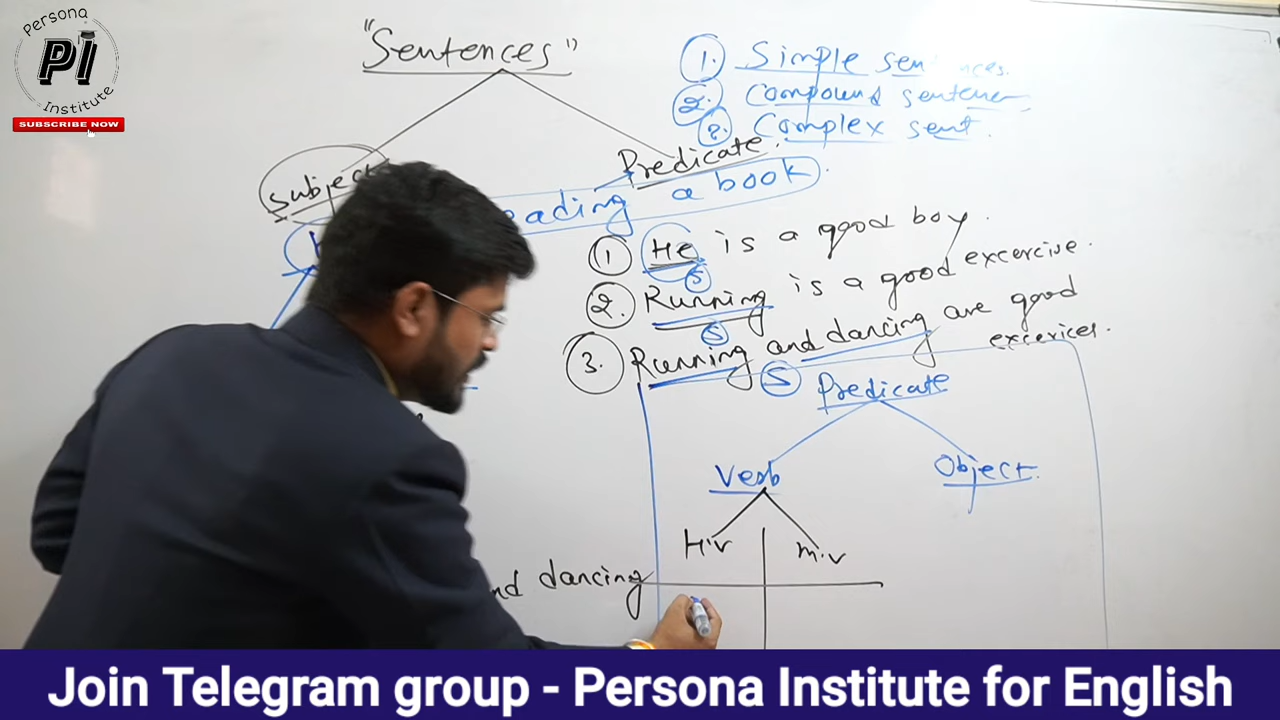 Persona
PI
Institute
SUBSCRIBE NOW
"Sentences"
1. Simple sentences.
2. Compound sentences
3. Complex sent.
subject
Predicate.
eading a book
1 He is a good boy.
S
2. Running is a good excercise.
S
3. Running and dancing are good
excerices.
S
Predicate
Verb
Object.
H.V
M.V
and dancing
Join Telegram group - Persona Institute for English